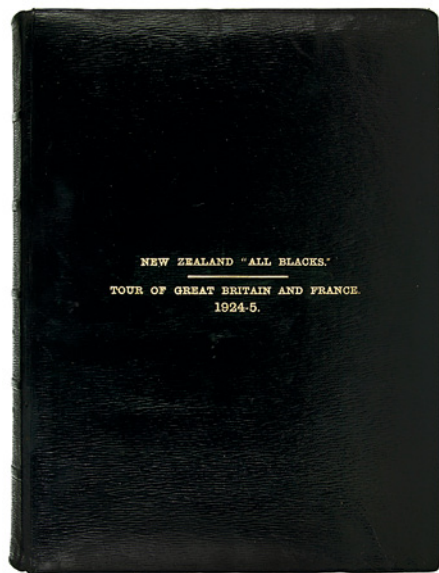 NEW ZEALAND "ALL BLACKS."
TOUR OF GREAT BRITAIN AND FRANCE.
1924-5.